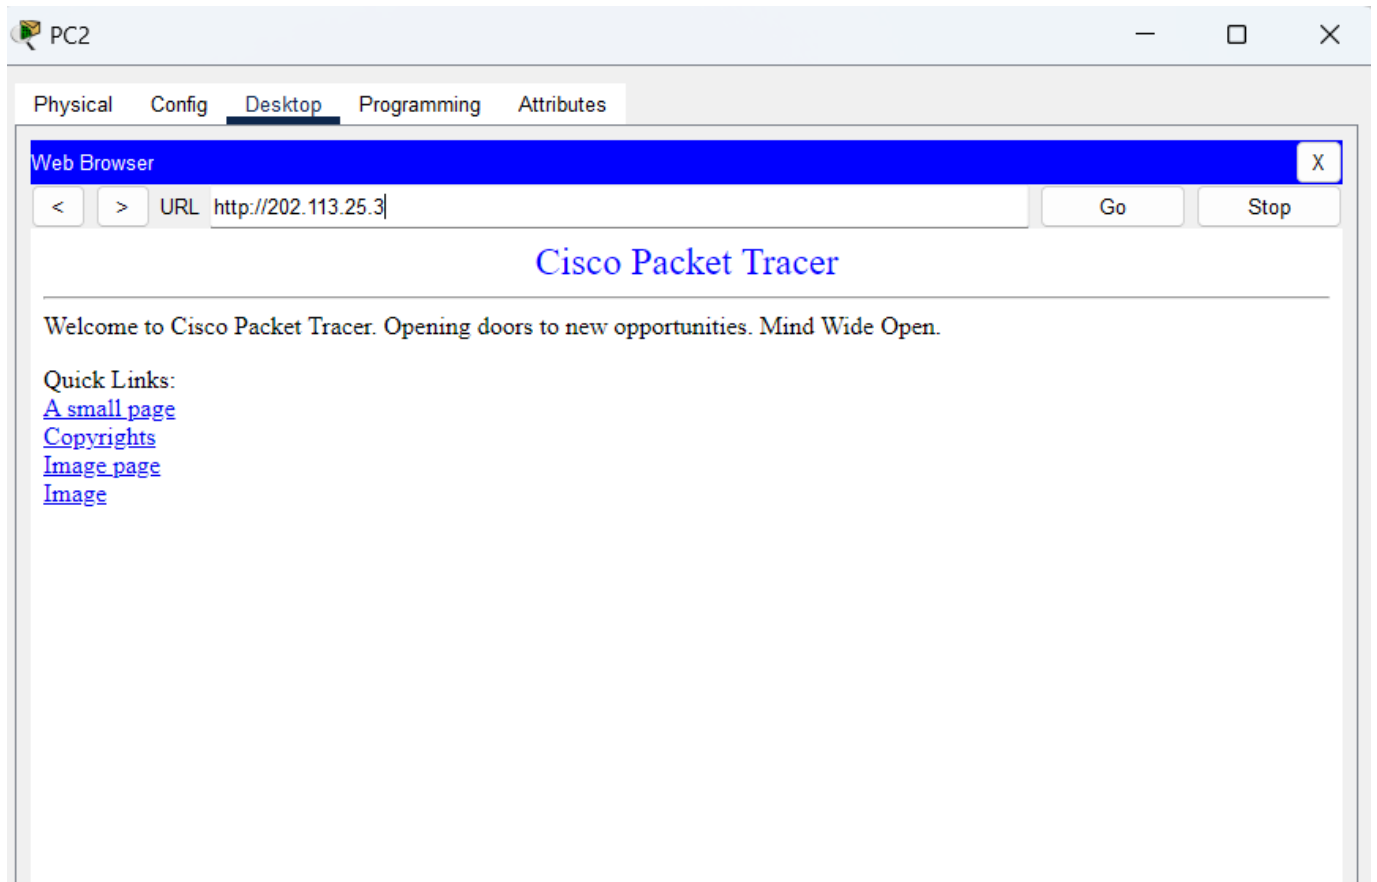 PC2
Physical Config Desktop Programming Attributes
Web Browser X
< > URL http://202.113.25.3 Go Stop
Cisco Packet Tracer
Welcome to Cisco Packet Tracer. Opening doors to new opportunities. Mind Wide Open.
Quick Links:
A small page
Copyrights
Image page
Image